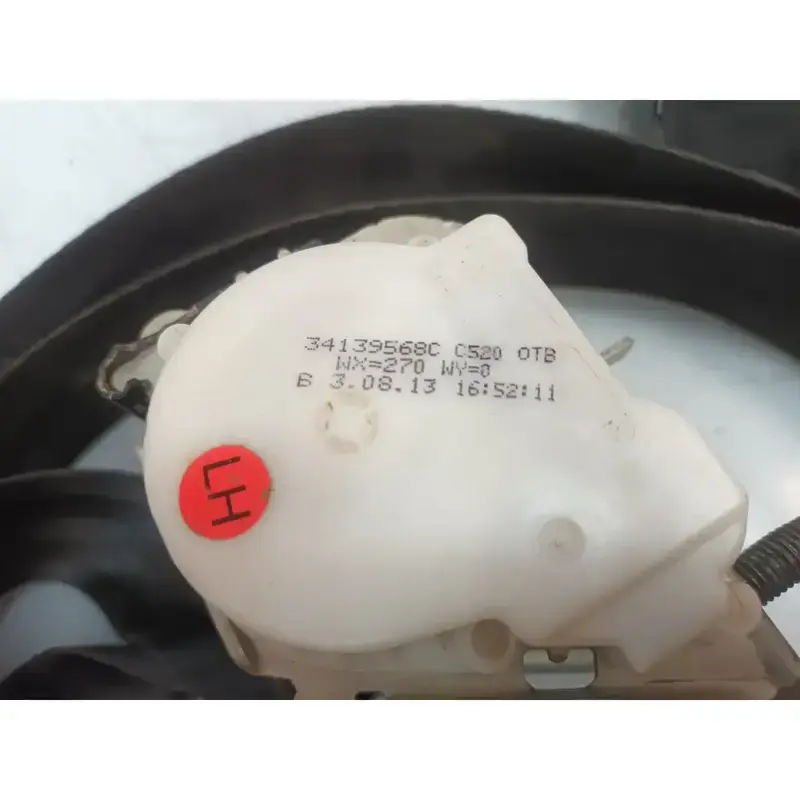 34139568C C520 OTB
WX=270 WY=0
B 3.08.13 16:52:11
LH